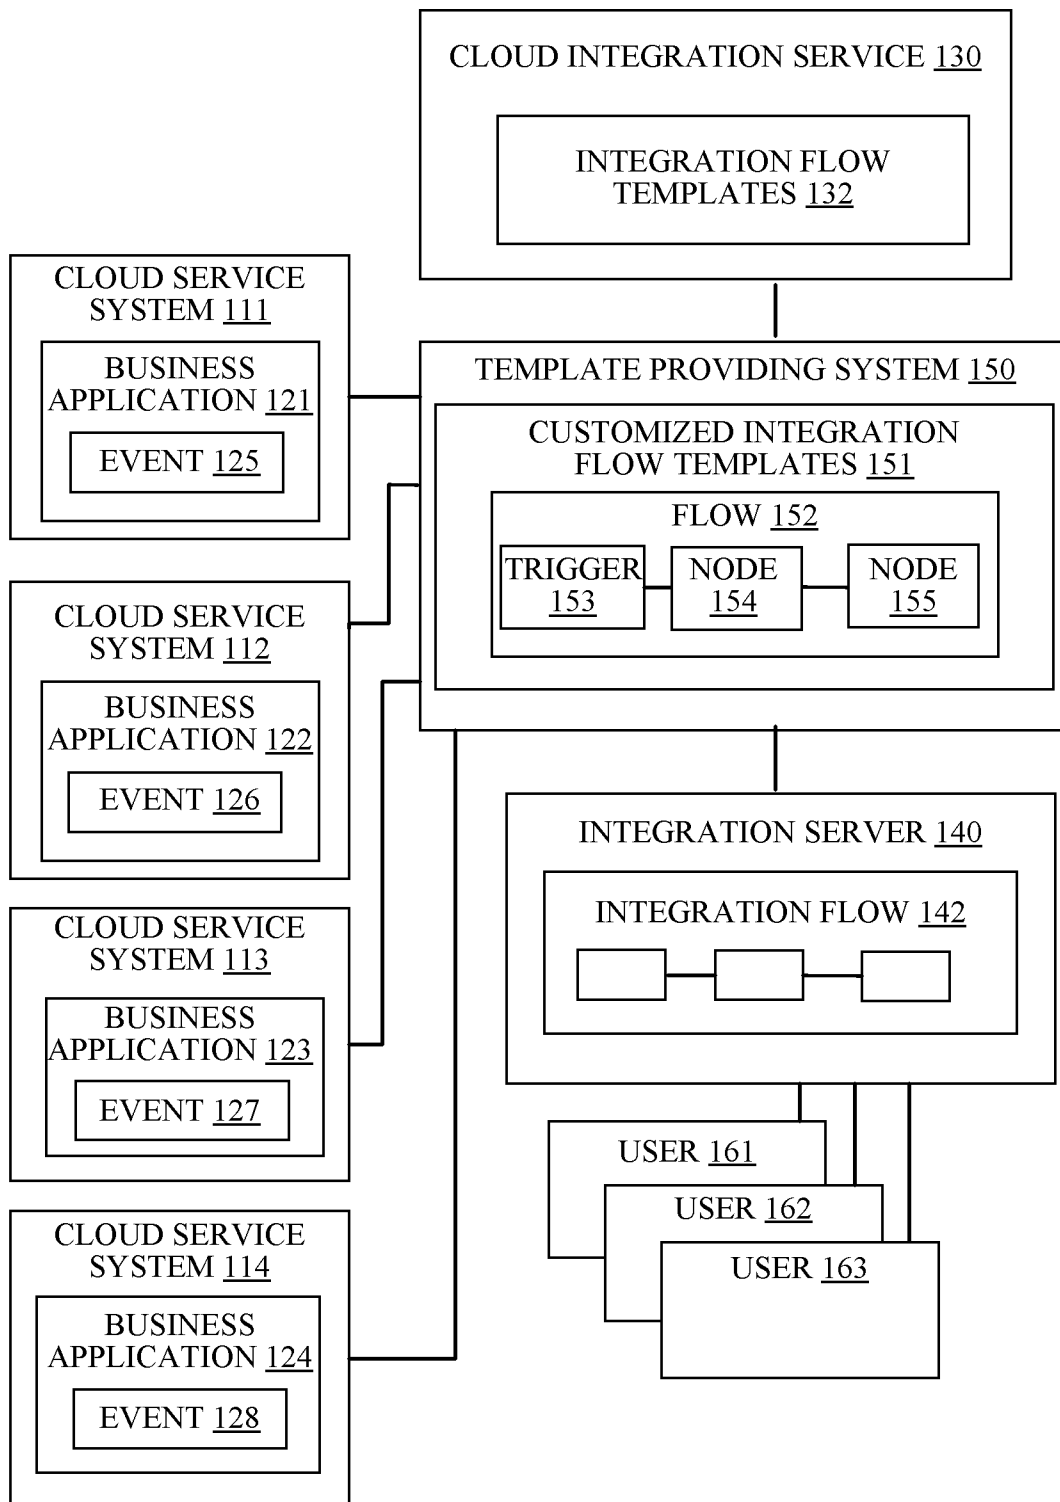 CLOUD INTEGRATION SERVICE 130
INTEGRATION FLOW
TEMPLATES 132
CLOUD SERVICE
SYSTEM 111
BUSINESS
APPLICATION 121
EVENT 125
CLOUD SERVICE
SYSTEM 112
BUSINESS
APPLICATION 122
EVENT 126
CLOUD SERVICE
SYSTEM 113
BUSINESS
APPLICATION 123
EVENT 127
CLOUD SERVICE
SYSTEM 114
BUSINESS
APPLICATION 124
EVENT 128
TEMPLATE PROVIDING SYSTEM 150
CUSTOMIZED INTEGRATION
FLOW TEMPLATES 151
FLOW 152
TRIGGER
153
NODE
154
NODE
155
INTEGRATION SERVER 140
INTEGRATION FLOW 142
USER 161
USER 162
USER 163